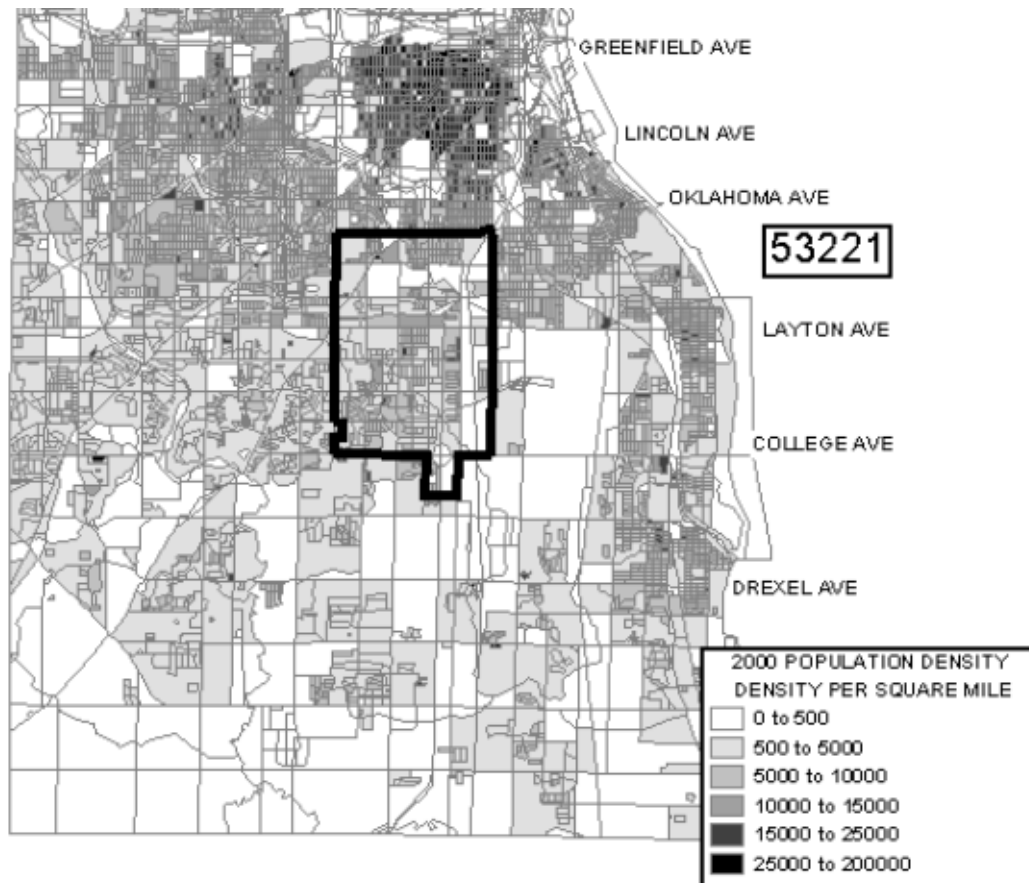 GREENFIELD AVE
LINCOLN AVE
OKLAHOMA AVE
53221
LAYTON AVE
COLLEGE AVE
DREXEL AVE
2000 POPULATION DENSITY
DENSITY PER SQUARE MILE
0 to 500
500 to 5000
5000 to 10000
10000 to 15000
15000 to 25000
25000 to 200000